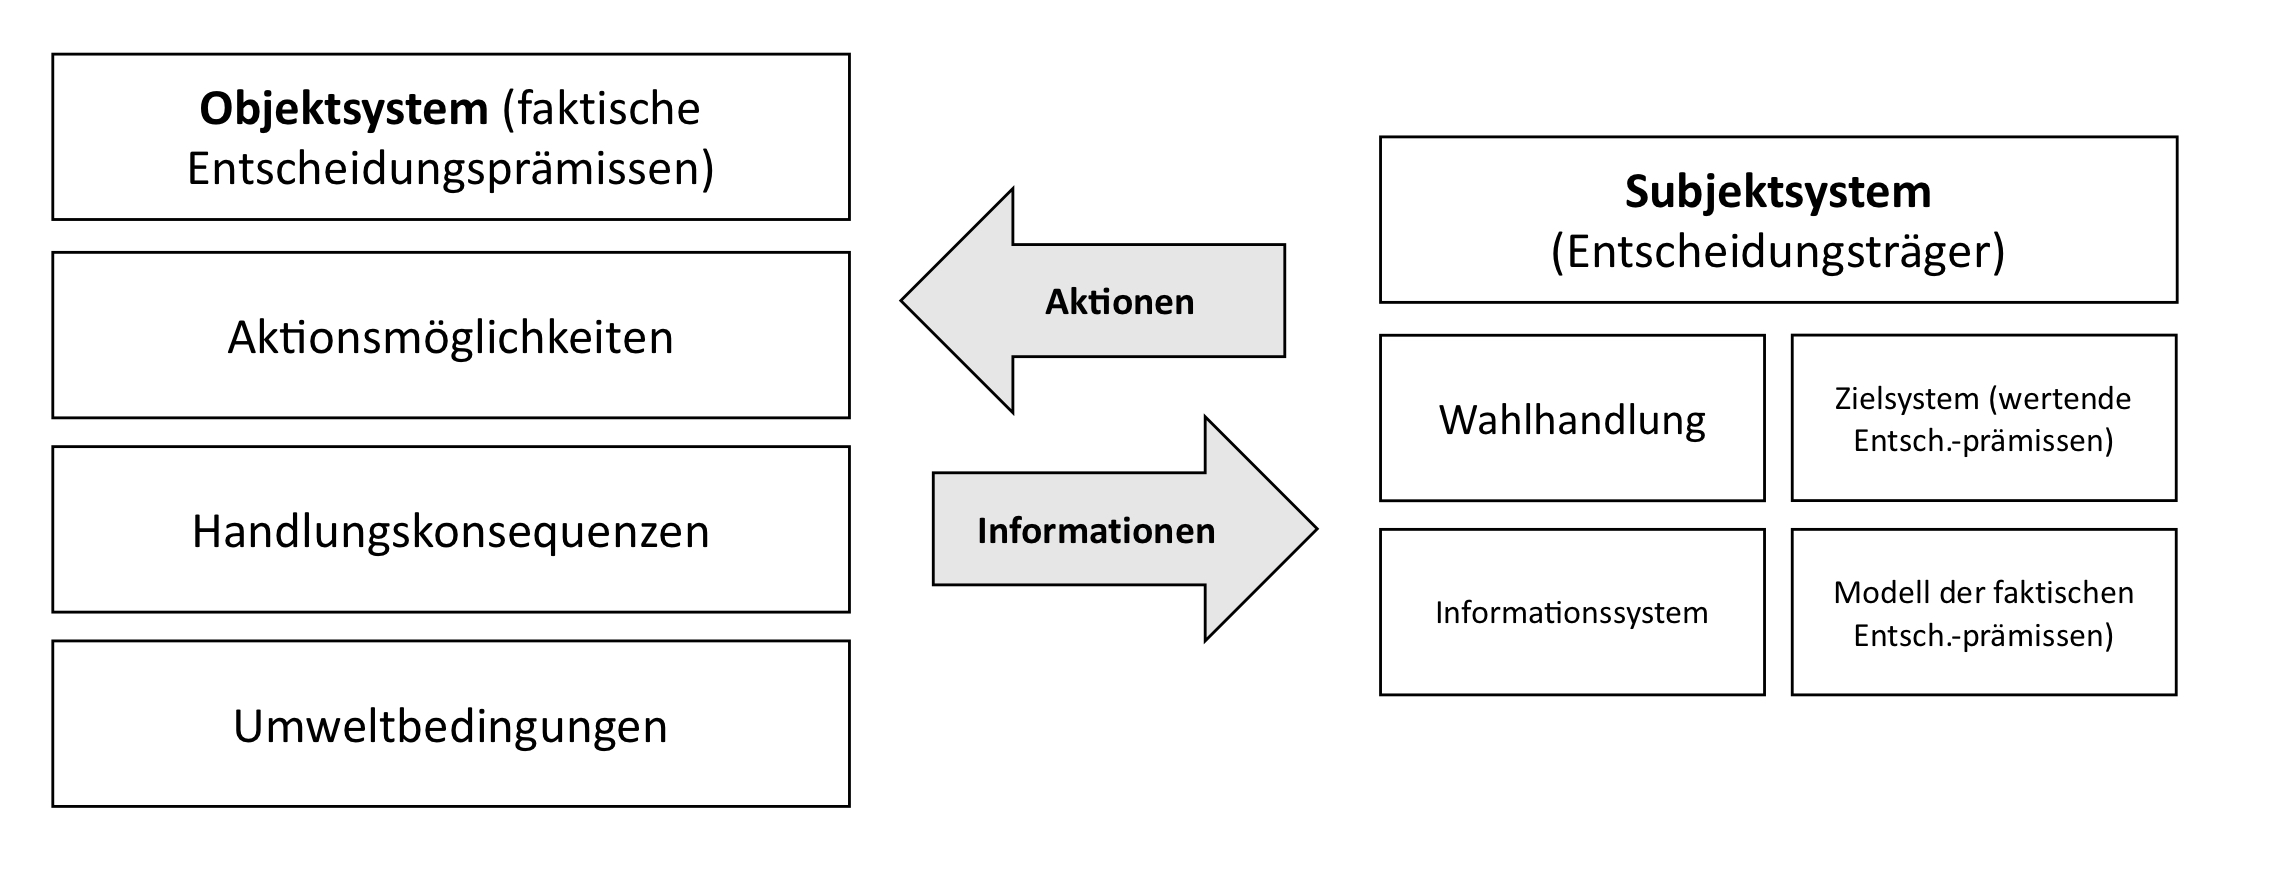 Objektsystem (faktische
Entscheidungsprämissen)
Aktionsmöglichkeiten
Handlungskonsequenzen
Umweltbedingungen
Aktionen
Informationen
Subjektsystem
(Entscheidungsträger)
Wahlhandlung
Zielsystem (wertende
Entsch.-prämissen)
Informationssystem
Modell der faktischen
Entsch.-prämissen)